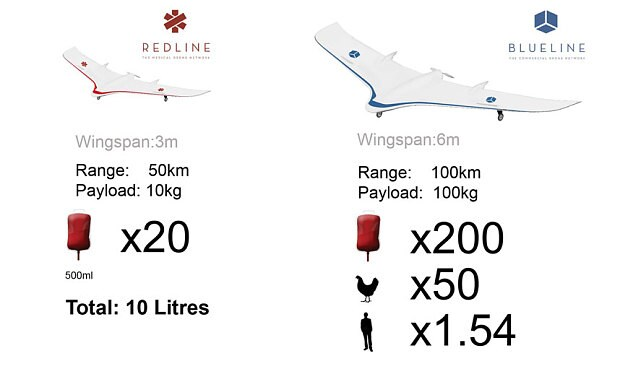 REDLINE
THE MEDICAL DRONE NETWORK
Wingspan:3m
Range: 50km
Payload: 10kg
x20
500ml
Total: 10 Litres
BLUELINE
THE COMMERCIAL DRONE NETWORK
Wingspan:6m
Range: 100km
Payload: 100kg
x200
x50
x1.54